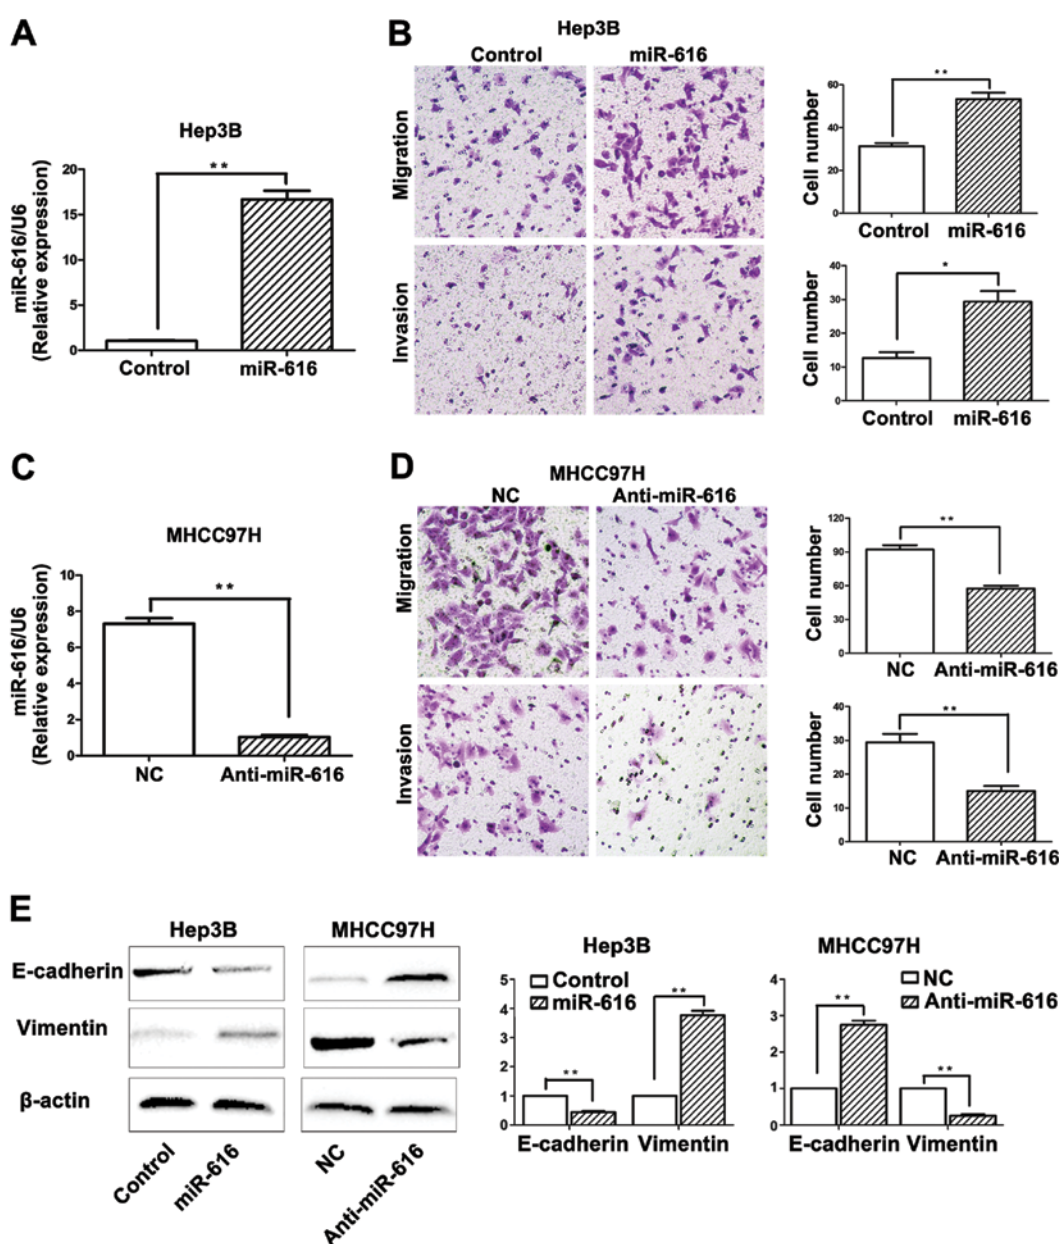 A
Hep3B
miR-616/U6
(Relative expression)
20
15
10
5
0
**
Control
miR-616
B
Hep3B
Control
miR-616
Migration
Invasion
Cell number
60
40
20
0
**
Control
miR-616
Cell number
40
30
20
10
0
*
Control
miR-616
C
MHCC97H
miR-616/U6
(Relative expression)
10
8
6
4
2
0
**
NC
Anti-miR-616
D
MHCC97H
NC
Anti-miR-616
Migration
Invasion
Cell number
120
90
60
30
0
**
NC
Anti-miR-616
Cell number
40
30
20
10
0
**
NC
Anti-miR-616
E
Hep3B
MHCC97H
E-cadherin
Vimentin
β-actin
Control
miR-616
NC
Anti-miR-616
Hep3B
Control
miR-616
5
4
3
2
1
0
**
**
E-cadherin
Vimentin
MHCC97H
NC
Anti-miR-616
4
3
2
1
0
**
**
E-cadherin
Vimentin